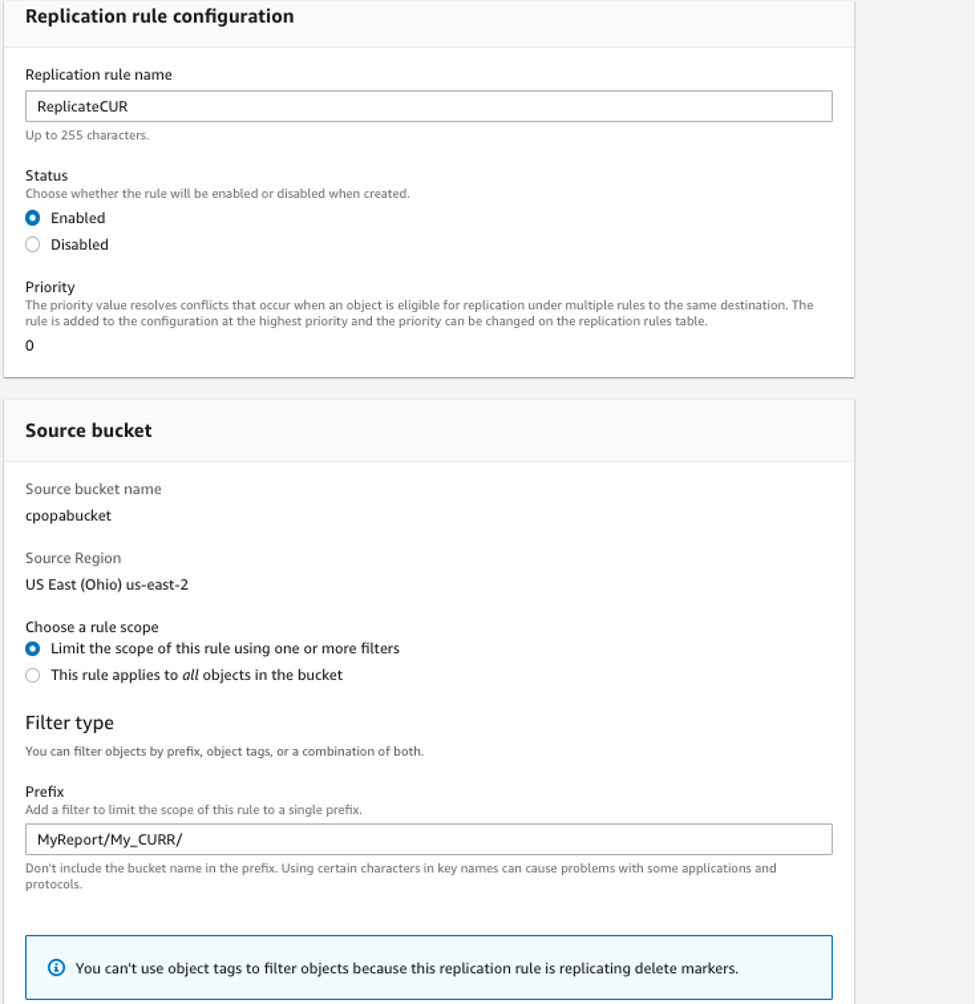 Replication rule configuration
Replication rule name
ReplicateCUR
Up to 255 characters.
Status
Choose whether the rule will be enabled or disabled when created.
Enabled
Disabled
Priority
The priority value resolves conflicts that occur when an object is eligible for replication under multiple rules to the same destination. The
rule is added to the configuration at the highest priority and the priority can be changed on the replication rules table.
0
Source bucket
Source bucket name
cpopabucket
Source Region
US East (Ohio) us-east-2
Choose a rule scope
Limit the scope of this rule using one or more filters
This rule applies to all objects in the bucket
Filter type
You can filter objects by prefix, object tags, or a combination of both.
Prefix
Add a filter to limit the scope of this rule to a single prefix.
MyReport/My_CURR/
Don't include the bucket name in the prefix. Using certain characters in key names can cause problems with some applications and
protocols.
You can't use object tags to filter objects because this replication rule is replicating delete markers.